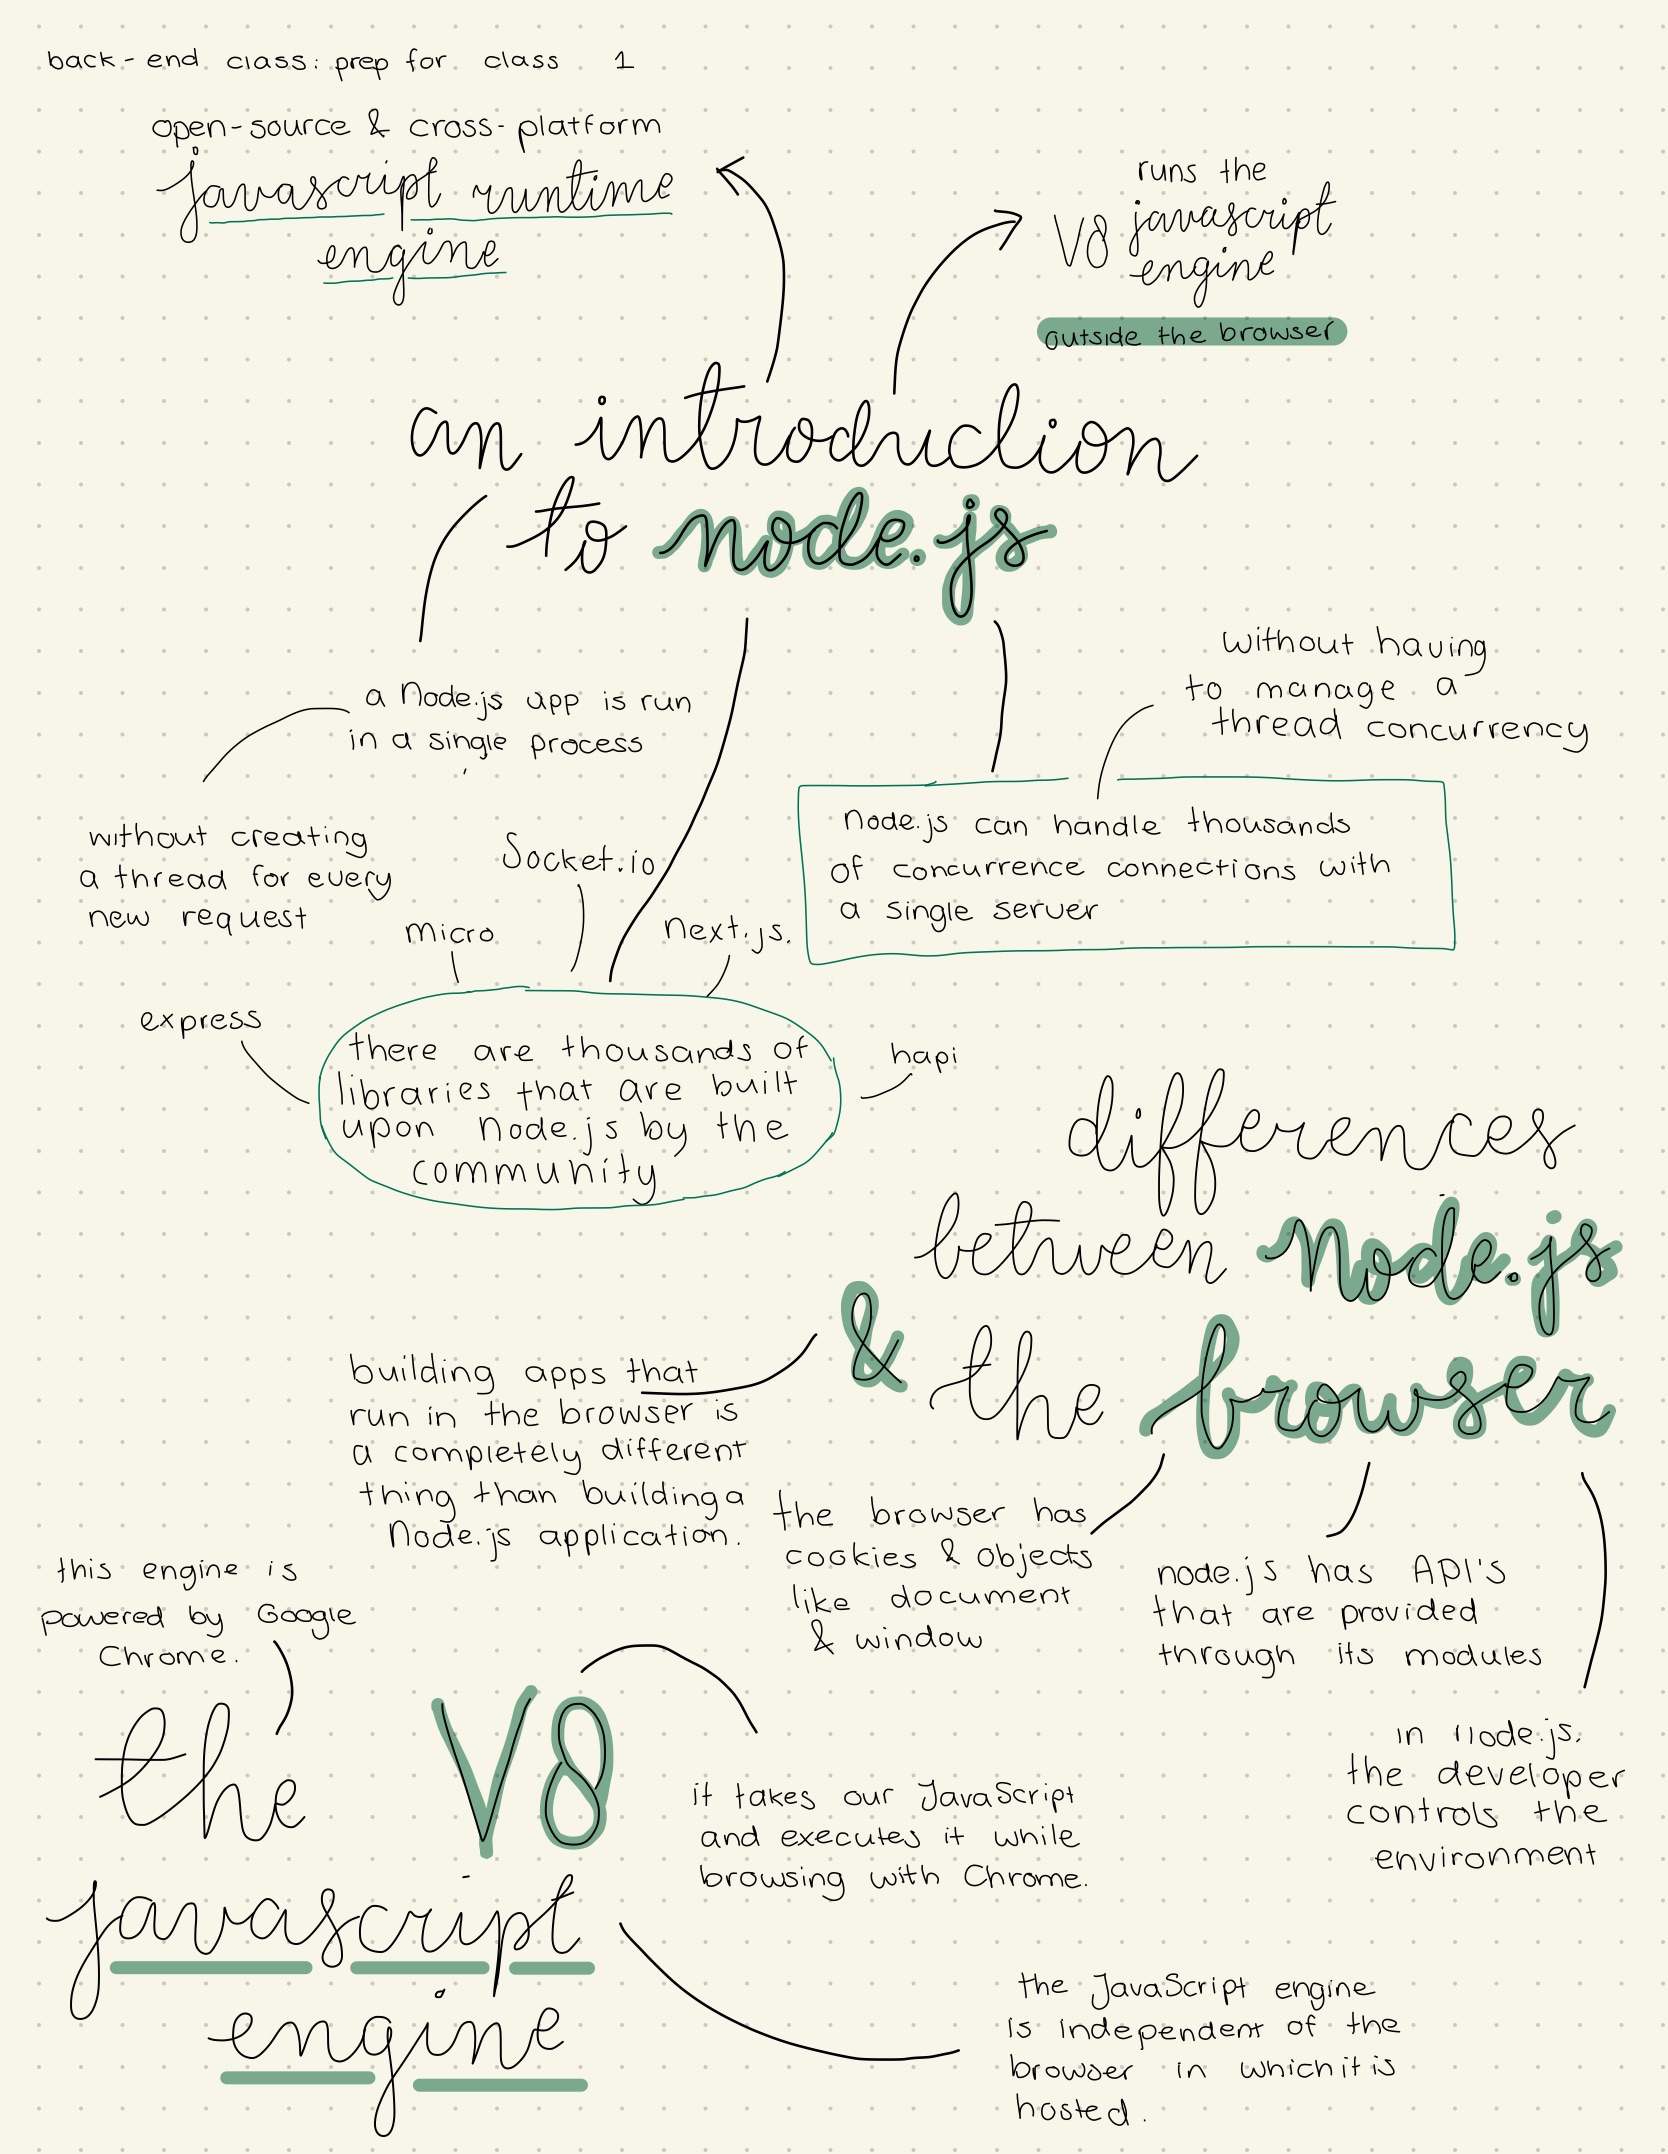 back-end class: prep for class 1
open-source & cross-platform
javascript runtime
engine
runs the
V8 javascript
engine
outside the browser
an introduction
to node.js
a Node.js app is run
in a single process
without creating
a thread for every
new request
without having
to manage a
thread concurrency
node.js can handle thousands
of concurrence connections with
a single server
Socket.io
micro
next.js.
express
hapi
there are thousands of
libraries that are built
upon Node.js by the
community
differences
between Node.js
& the browser
building apps that
run in the browser is
a completely different
thing than building a
Node.js application.
the browser has
cookies & objects
like document
& window
node.js has API's
that are provided
through its modules
in Node.js,
the developer
controls the
environment
this engine is
powered by Google
Chrome.
the V8
javascript
engine
it takes our JavaScript
and executes it while
browsing with Chrome.
the JavaScript engine
is independent of the
browser in which it is
hosted.